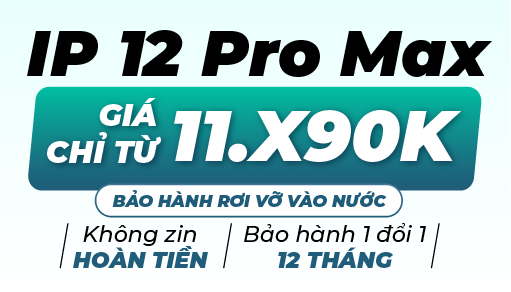 IP 12 Pro Max
GIÁ
CHỈ TỪ 11.X90K
BẢO HÀNH RƠI VỠ VÀO NƯỚC
Không zin
HOÀN TIỀN
Bảo hành 1 đổi 1
12 THÁNG